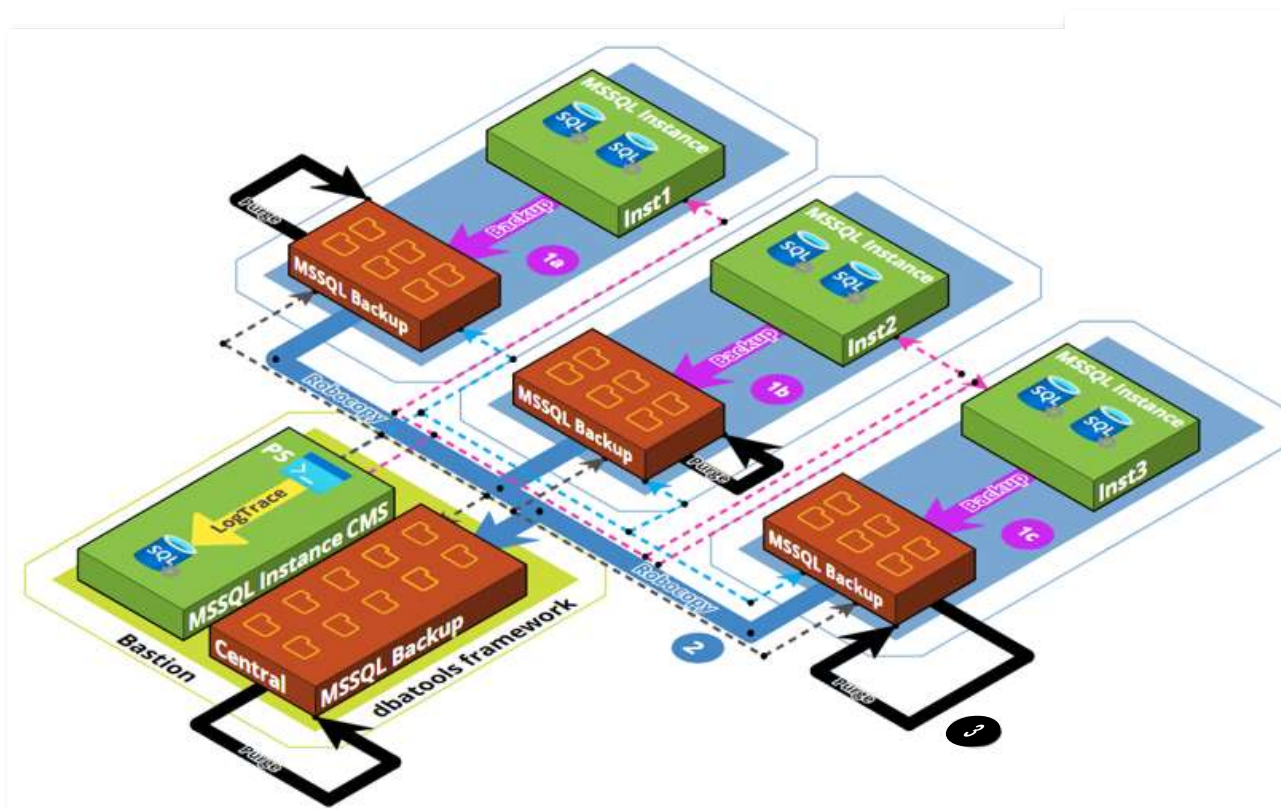 MSSQL Instance
SQL
SQL
Inst1
Backup
1a
Purge
MSSQL Backup
MSSQL Instance
SQL
SQL
Inst2
Backup
1b
MSSQL Backup
Purge
MSSQL Instance
SQL
SQL
Inst3
Backup
1c
MSSQL Backup
Purge
3
Robocopy
Robocopy
2
PS
>_
LogTrace
SQL
MSSQL Instance CMS
Central
MSSQL Backup
Bastion
dbatools framework
Purge